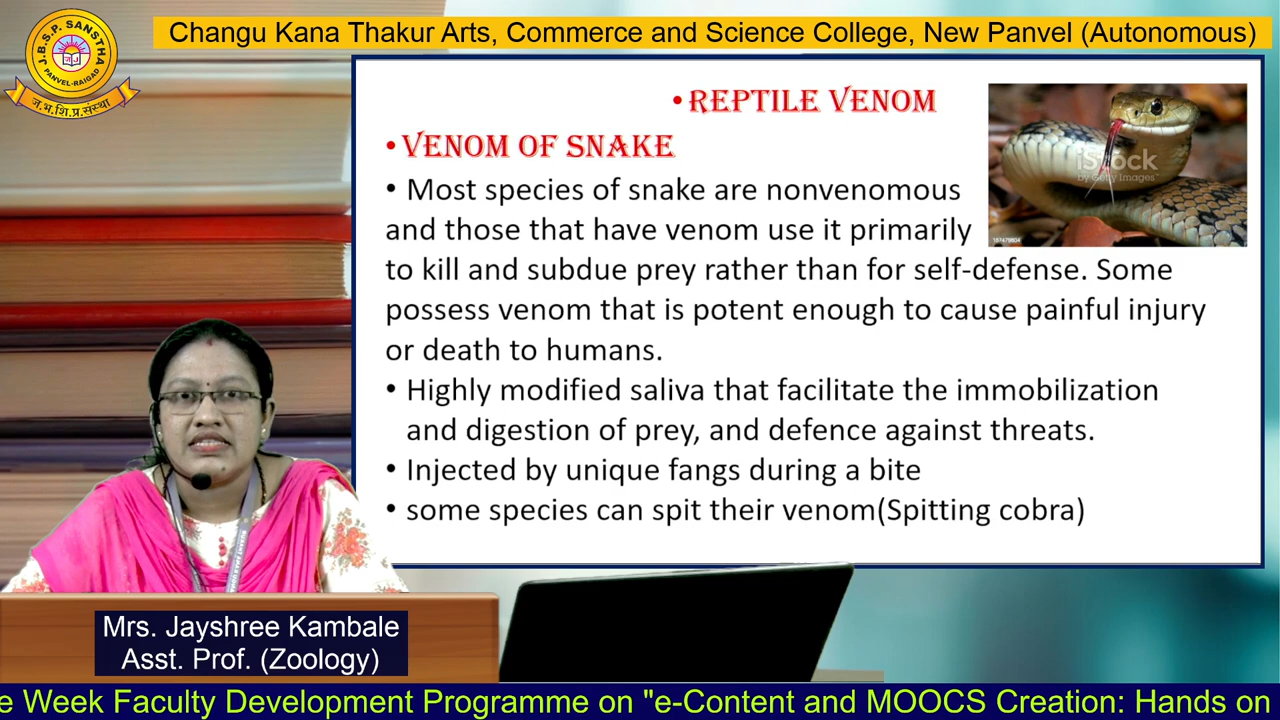 Changu Kana Thakur Arts, Commerce and Science College, New Panvel (Autonomous)
J.B.S.P. SANSTHA
PANVEL-RAIGAD
ज.भ.शि.प्र.संस्था
• REPTILE VENOM
• VENOM OF SNAKE
• Most species of snake are nonvenomous
and those that have venom use it primarily
to kill and subdue prey rather than for self-defense. Some
possess venom that is potent enough to cause painful injury
or death to humans.
• Highly modified saliva that facilitate the immobilization
and digestion of prey, and defence against threats.
• Injected by unique fangs during a bite
• some species can spit their venom(Spitting cobra)
iStock
by Getty Images™
Mrs. Jayshree Kambale
Asst. Prof. (Zoology)
e Week Faculty Development Programme on "e-Content and MOOCS Creation: Hands on